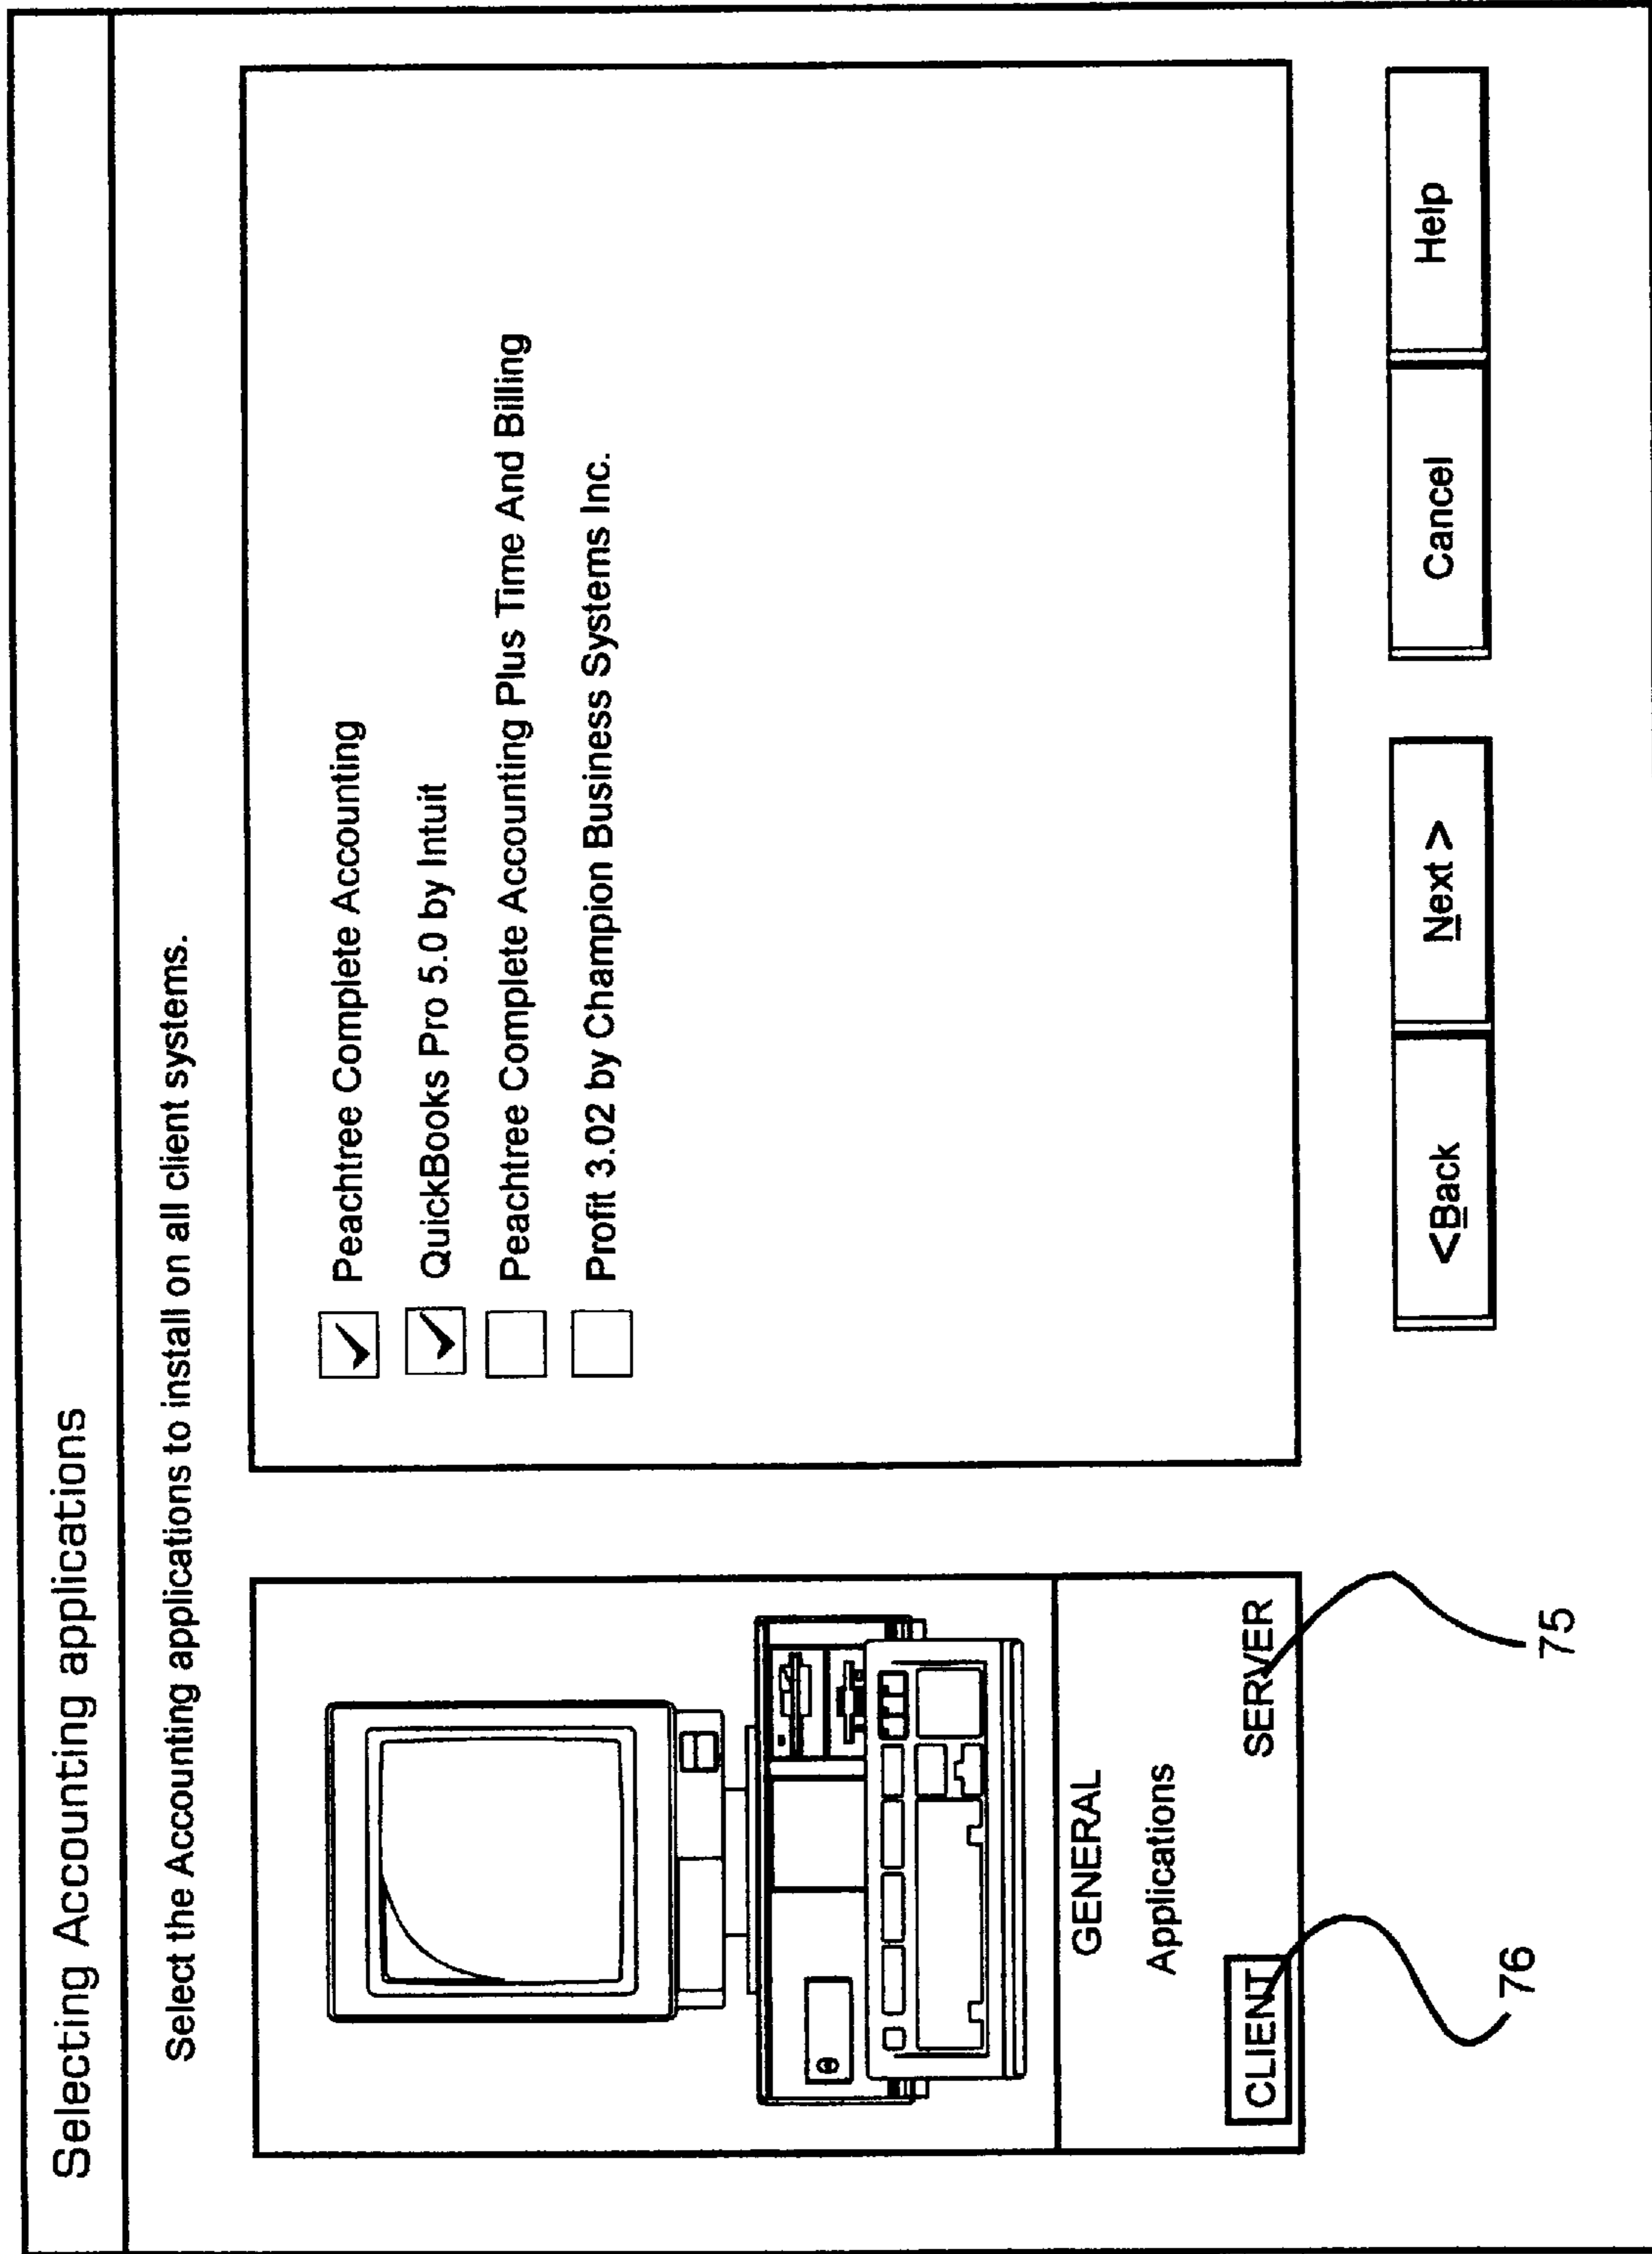 Selecting Accounting applications
Select the Accounting applications to install on all client systems.
Peachtree Complete Accounting
QuickBooks Pro 5.0 by Intuit
Peachtree Complete Accounting Plus Time And Billing
Profit 3.02 by Champion Business Systems Inc.
GENERAL
Applications
CLIENT
SERVER
<Back
Next >
Cancel
Help
76
75